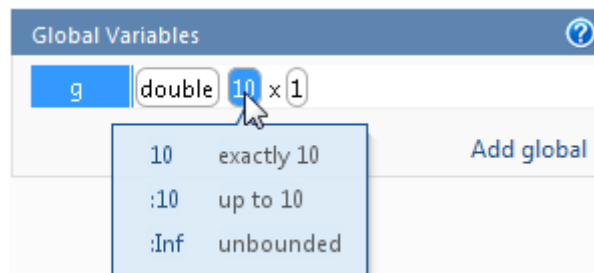 Global Variables ?
g double 10 x 1
10 exactly 10
Add global
:10 up to 10
:Inf unbounded